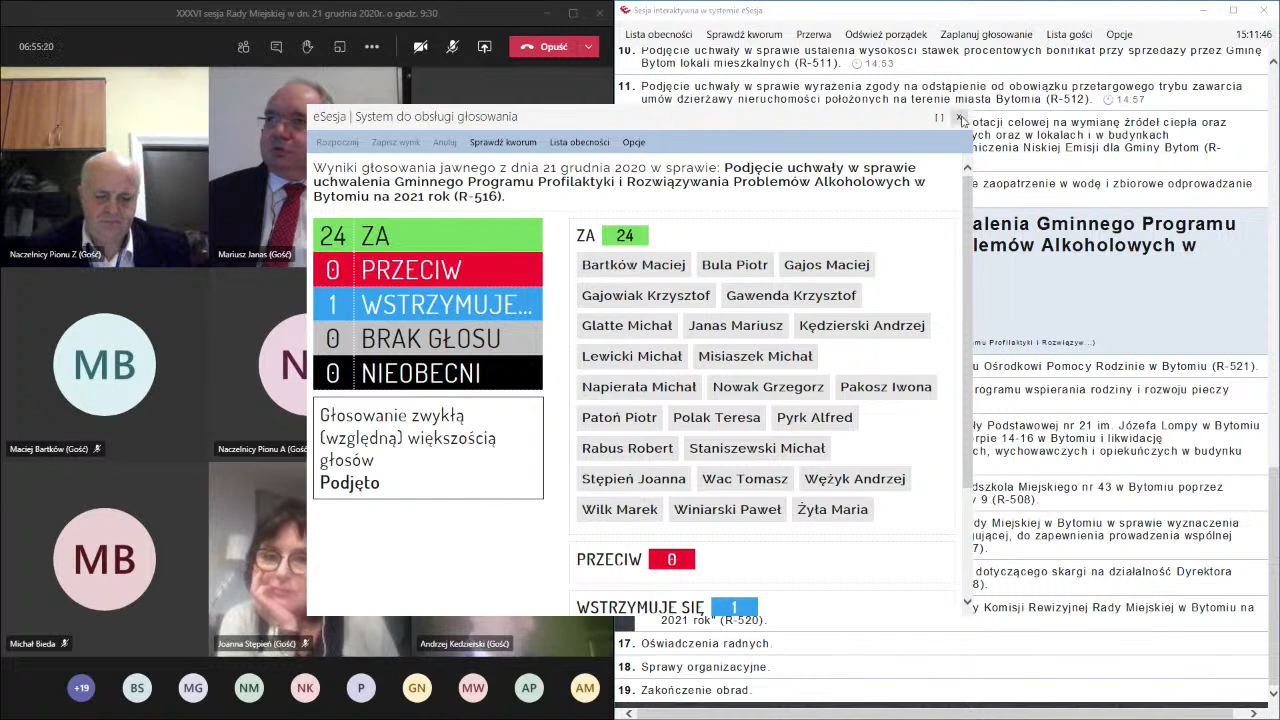 XXXVI sesja Rady Miejskiej w dn. 21 grudnia 2020r. o godz. 9:30
06:55:20
Opuść
Naczelnicy Pionu Z (Gość)
Mariusz Janas (Gość)
MB
N
Maciej Bartków (Gość)
Naczelnicy Pionu A (Gość)
MB
Michał Bieda
Joanna Stępień (Gość)
Andrzej Kedzierski (Gość)
+19
BS
MG
NM
NK
P
GN
MW
AP
AM
eSesja | System do obsługi głosowania
Rozpocznij Zapisz wynik Anuluj Sprawdź kworum Lista obecności Opcje
Wyniki głosowania jawnego z dnia 21 grudnia 2020 w sprawie: Podjęcie uchwały w sprawie
uchwalenia Gminnego Programu Profilaktyki i Rozwiązywania Problemów Alkoholowych w
Bytomiu na 2021 rok (R-516).
24 ZA
0 PRZECIW
1 WSTRZYMUJE...
0 BRAK GŁOSU
0 NIEOBECNI
Głosowanie zwykłą
(względną) większością
głosów
Podjęto
ZA 24
Bartków Maciej Bula Piotr Gajos Maciej
Gajowiak Krzysztof Gawenda Krzysztof
Glatte Michał Janas Mariusz Kędzierski Andrzej
Lewicki Michał Misiaszek Michał
Napierała Michał Nowak Grzegorz Pakosz Iwona
Patoń Piotr Polak Teresa Pyrk Alfred
Rabus Robert Staniszewski Michał
Stępień Joanna Wac Tomasz Wężyk Andrzej
Wilk Marek Winiarski Paweł Żyła Maria
PRZECIW 0
WSTRZYMUJE SIĘ 1
Sesja interaktywna w systemie eSesja
Lista obecności Sprawdź kworum Przerwa Odśwież porządek Zaplanuj głosowanie Lista gości Opcje 15:11:46
10. Podjęcie uchwały w sprawie ustalenia wysokości stawek procentowych bonifikat przy sprzedaży przez Gminę
Bytom lokali mieszkalnych (R-511). 14:53
11. Podjęcie uchwały w sprawie wyrażenia zgody na odstąpienie od obowiązku przetargowego trybu zawarcia
umów dzierżawy nieruchomości położonych na terenie miasta Bytomia (R-512). 14:57
otacji celowej na wymianę źródeł ciepła oraz
ych oraz w lokalach i w budynkach
niczenia Niskiej Emisji dla Gminy Bytom (R-
e zaopatrzenie w wodę i zbiorowe odprowadzanie
alenia Gminnego Programu
lemów Alkoholowych w
mu Profilaktyki i Rozwiązyw...)
u Ośrodkowi Pomocy Rodzinie w Bytomiu (R-521).
rogramu wspierania rodziny i rozwoju pieczy
ły Podstawowej nr 21 im. Józefa Lompy w Bytomiu
erpie 14-16 w Bytomiu i likwidację
ch, wychowawczych i opiekuńczych w budynku
dszkola Miejskiego nr 43 w Bytomiu poprzez
y 9 (R-508).
ady Miejskiej w Bytomiu w sprawie wyznaczenia
gującej, do zapewnienia prowadzenia wspólnej
7).
dotyczącego skargi na działalność Dyrektora
8).
y Komisji Rewizyjnej Rady Miejskiej w Bytomiu na
2021 rok" (R-520).
17. Oświadczenia radnych.
18. Sprawy organizacyjne.
19. Zakończenie obrad.